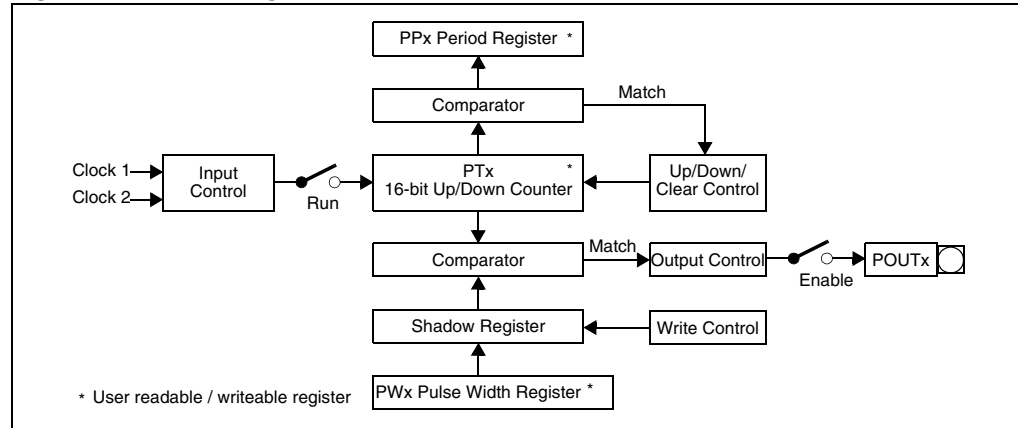 PPx Period Register *
Comparator
Match
Clock 1
Clock 2
Input
Control
Run
PTx *
16-bit Up/Down Counter
Up/Down/
Clear Control
Comparator
Match
Output Control
Enable
POUTx
Shadow Register
Write Control
PWx Pulse Width Register *
* User readable / writeable register